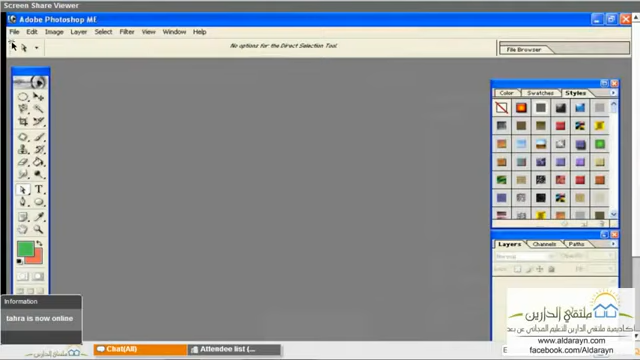 Screen Share Viewer
Adobe Photoshop ME
File Edit Image Layer Select Filter View Window Help
No options for the Direct Selection Tool.
File Browser
Color Swatches Styles
Layers Channels Paths
Normal
Information
tahra is now online
Chat(All)
Attendee list (...
ملتقي الدارين
www.aldarayn.com
facebook.com/Aldarayn